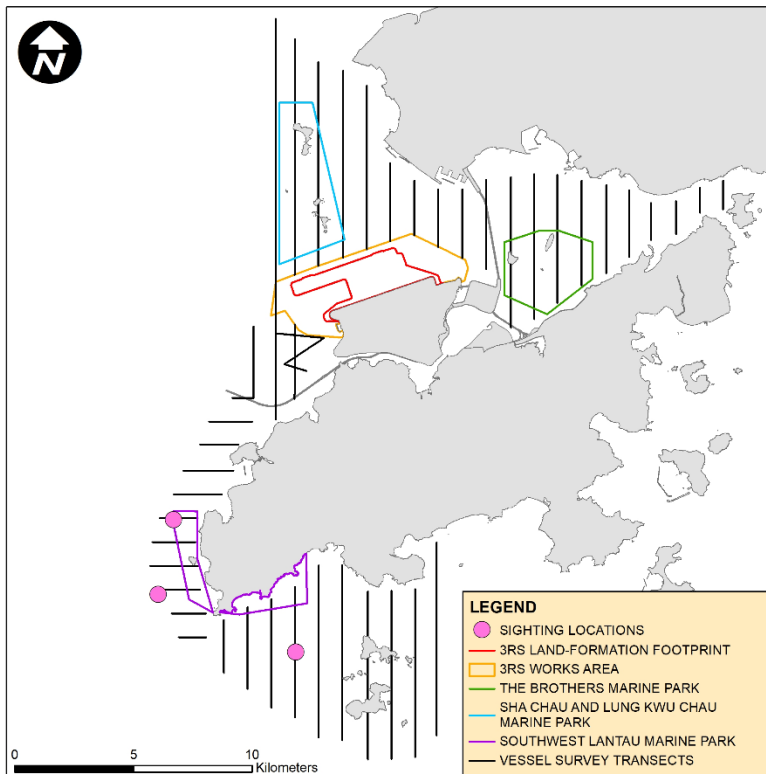 N
LEGEND
SIGHTING LOCATIONS
3RS LAND-FORMATION FOOTPRINT
3RS WORKS AREA
THE BROTHERS MARINE PARK
SHA CHAU AND LUNG KWU CHAU
MARINE PARK
SOUTHWEST LANTAU MARINE PARK
VESSEL SURVEY TRANSECTS
0 5 10
Kilometers